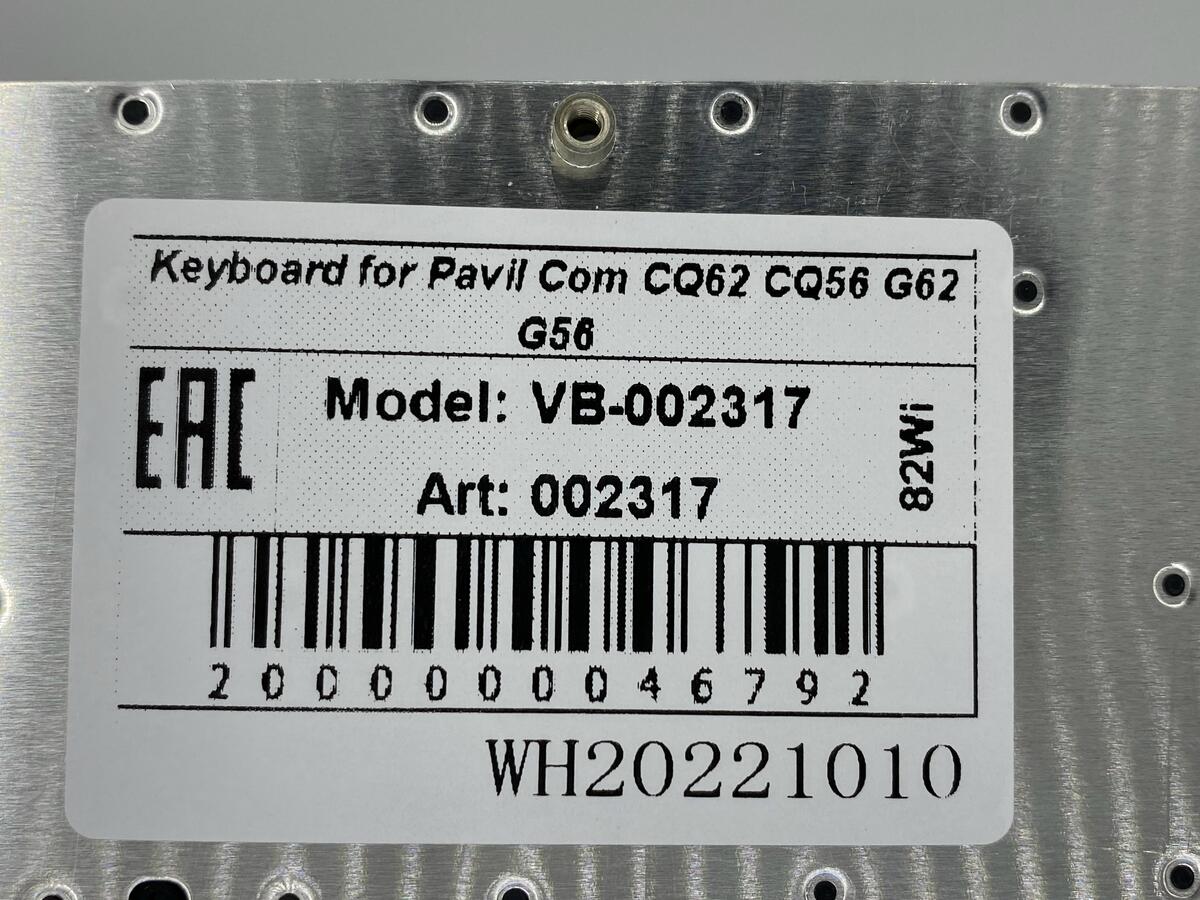 Keyboard for Pavil Com CQ62 CQ56 G62
G56
EAC
Model: VB-002317
82Wi
Art: 002317
2000000046792
WH20221010